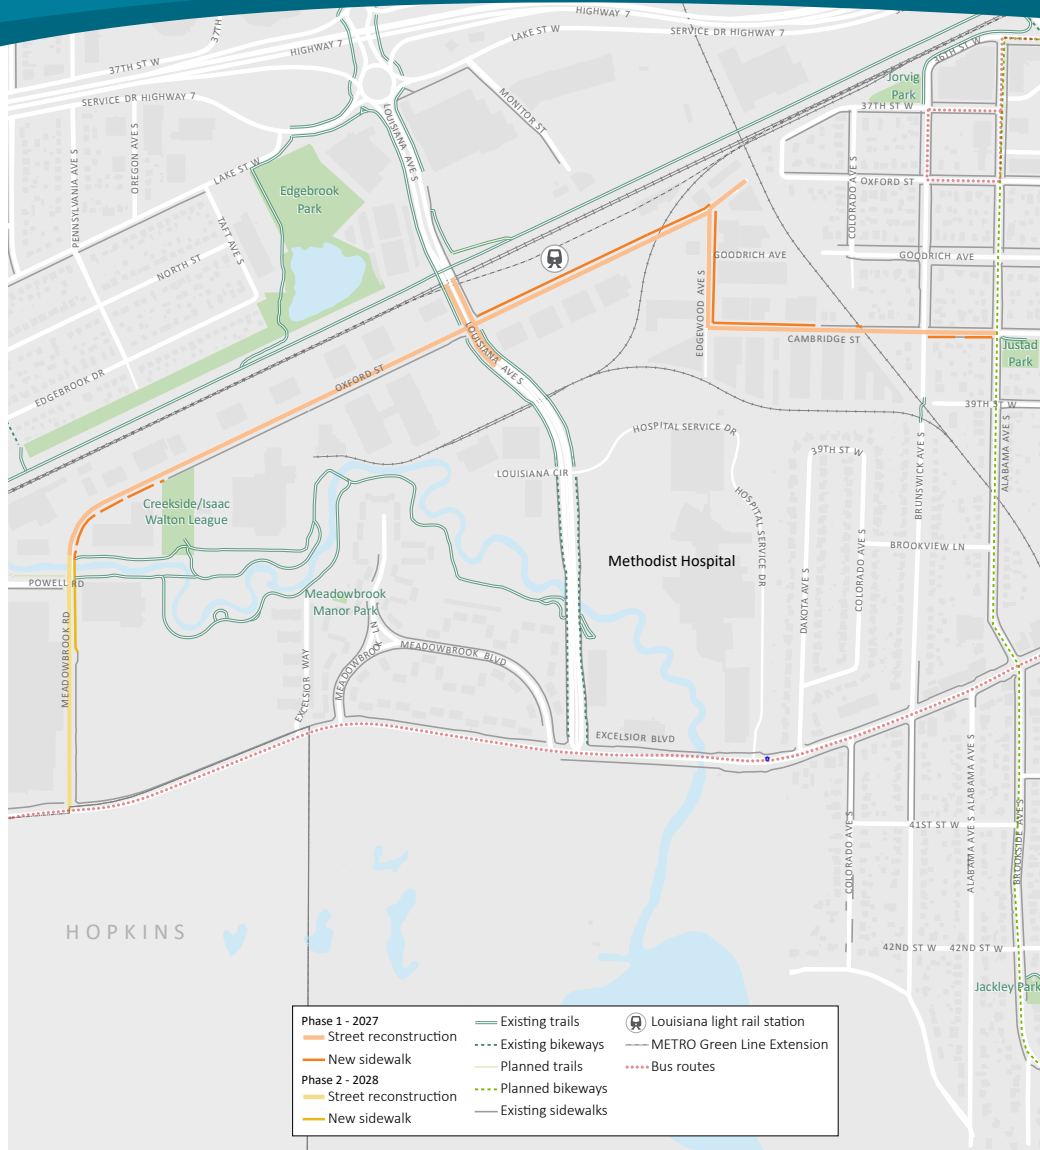 HIGHWAY 7
LAKE ST W
SERVICE DR HIGHWAY 7
37TH
HIGHWAY 7
36TH ST W
37TH ST W
Jorvig
Park
SERVICE DR HIGHWAY 7
MONITOR ST
37TH ST W
LOUISIANA AVE S
OREGON AVE S
PENNSYLVANIA AVE S
LAKE ST W
COLORADO AVE S
OXFORD ST
Edgebrook
Park
TAFT AVE S
NORTH ST
GOODRICH AVE
GOODRICH AVE
EDGEWOOD AVE S
CAMBRIDGE ST
LOUISIANA AVE S
Justad
Park
OXFORD ST
EDGEBROOK DR
39TH ST W
HOSPITAL SERVICE DR
ALABAMA AVE S
39TH ST W
LOUISIANA CIR
BRUNSWICK AVE S
Creekside/Isaac
Walton League
HOSPITAL SERVICE DR
BROOKVIEW LN
Methodist Hospital
COLORADO AVE S
POWELL RD
Meadowbrook
Manor Park
DAKOTA AVE S
MEADOWBROOK RD
MEADOWBROOK LN
MEADOWBROOK BLVD
EXCELSIOR WAY
EXCELSIOR BLVD
ALABAMA AVE S
ALABAMA AVE S
41ST ST W
COLORADO AVE S
BROOKSIDE AVE S
HOPKINS
42ND ST W
42ND ST W
Jackley Park
Phase 1 - 2027
Street reconstruction
New sidewalk
Phase 2 - 2028
Street reconstruction
New sidewalk
Existing trails
Existing bikeways
Planned trails
Planned bikeways
Existing sidewalks
Louisiana light rail station
METRO Green Line Extension
Bus routes